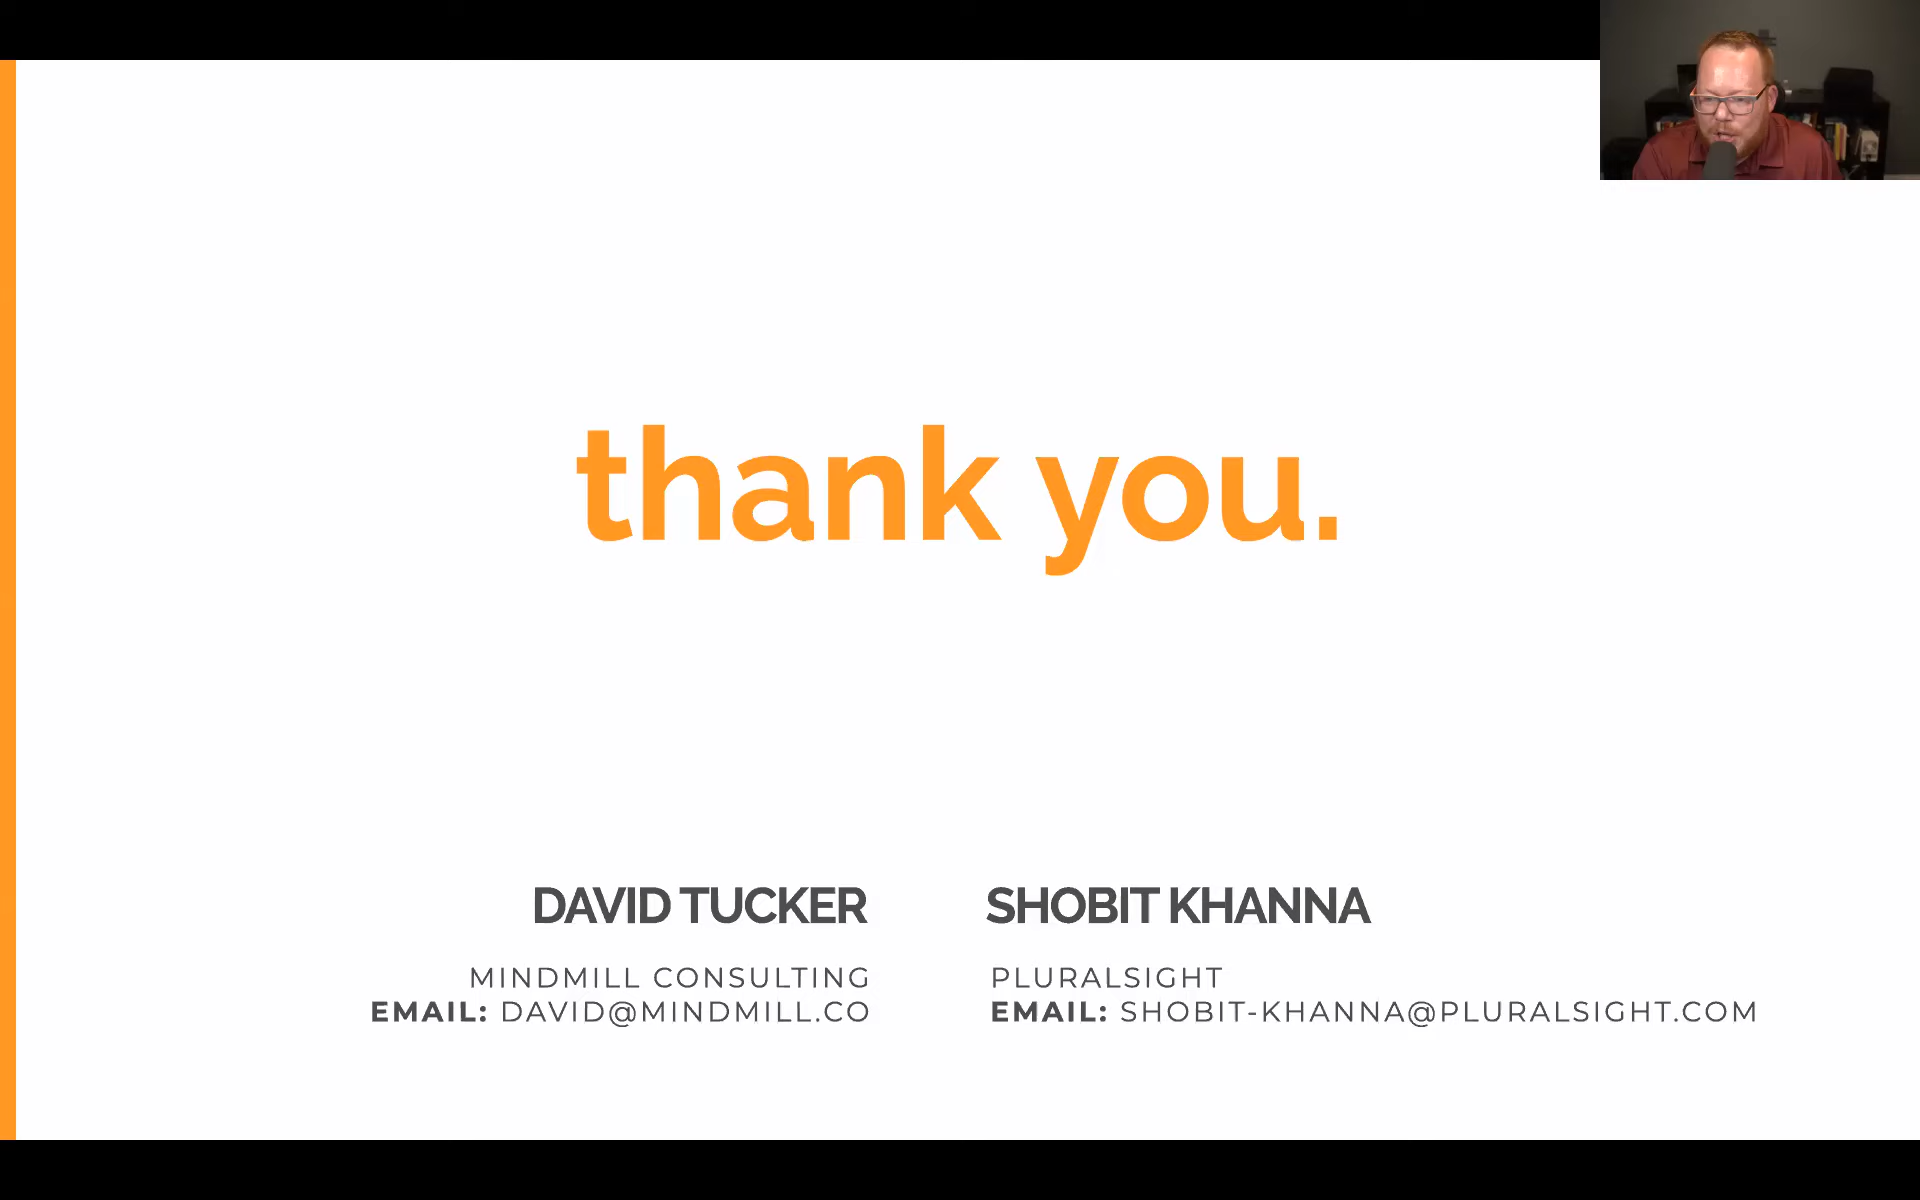 thank you.
DAVID TUCKER
MINDMILL CONSULTING
EMAIL: DAVID@MINDMILL.CO
SHOBIT KHANNA
PLURALSIGHT
EMAIL: SHOBIT-KHANNA@PLURALSIGHT.COM